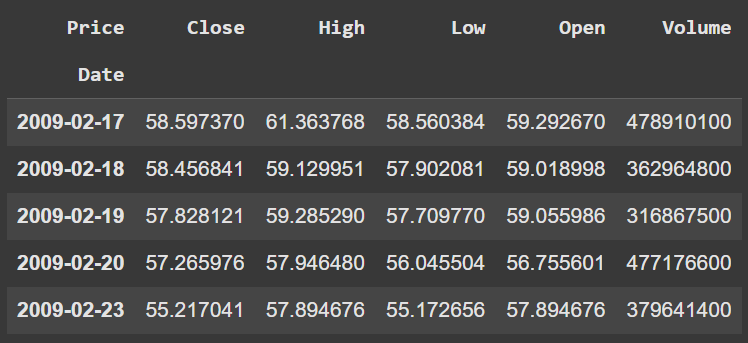 Price Close High Low Open Volume
Date
2009-02-17 58.597370 61.363768 58.560384 59.292670 478910100
2009-02-18 58.456841 59.129951 57.902081 59.018998 362964800
2009-02-19 57.828121 59.285290 57.709770 59.055986 316867500
2009-02-20 57.265976 57.946480 56.045504 56.755601 477176600
2009-02-23 55.217041 57.894676 55.172656 57.894676 379641400